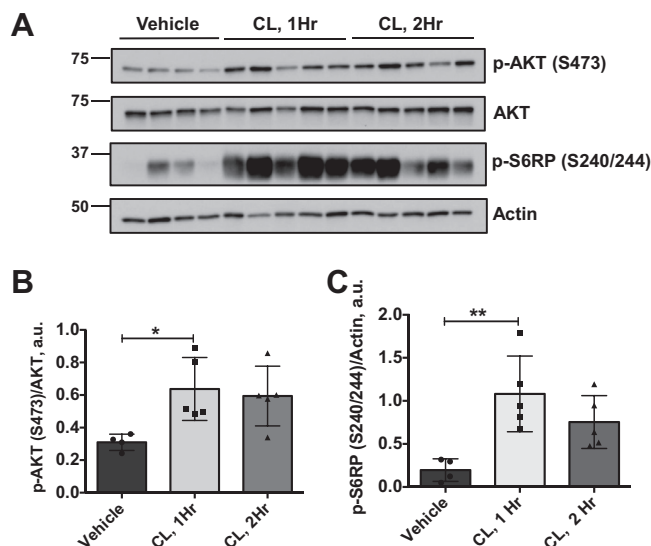 A
Vehicle CL, 1Hr CL, 2Hr
75 p-AKT (S473)
75 AKT
37 p-S6RP (S240/244)
50 Actin
B
p-AKT (S473)/AKT, a.u.
1.0
0.8
0.6
0.4
0.2
0.0
*
Vehicle CL, 1Hr CL, 2Hr
C
p-S6RP (S240/244)/Actin, a.u.
2.0
1.5
1.0
0.5
0.0
**
Vehicle CL, 1 Hr CL, 2 Hr